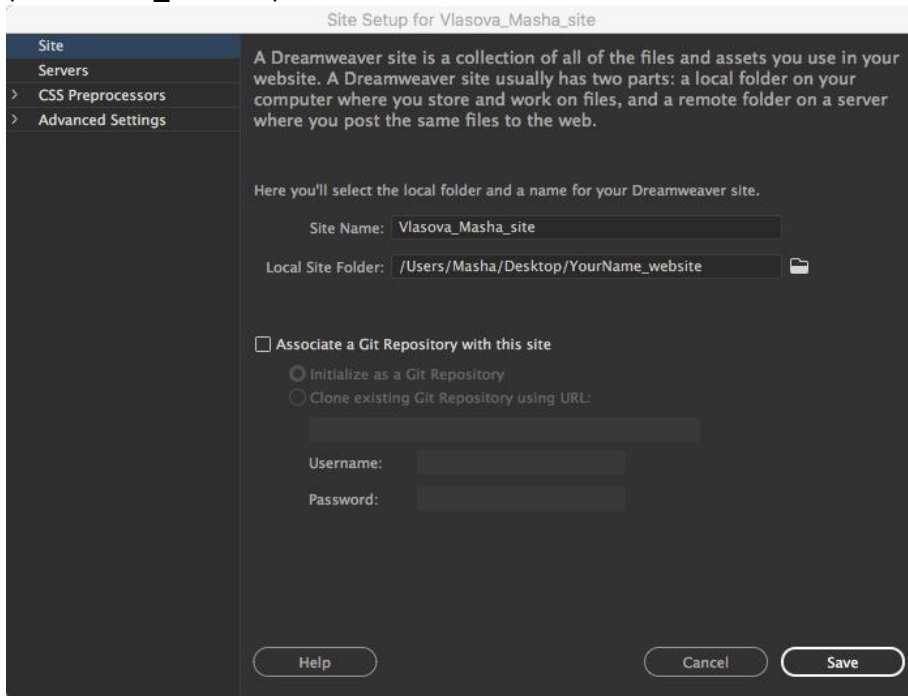 Site Setup for Vlasova_Masha_site
Site
Servers
> CSS Preprocessors
> Advanced Settings
A Dreamweaver site is a collection of all of the files and assets you use in your
website. A Dreamweaver site usually has two parts: a local folder on your
computer where you store and work on files, and a remote folder on a server
where you post the same files to the web.
Here you'll select the local folder and a name for your Dreamweaver site.
Site Name: Vlasova_Masha_site
Local Site Folder: /Users/Masha/Desktop/YourName_website
Associate a Git Repository with this site
Initialize as a Git Repository
Clone existing Git Repository using URL:
Username:
Password:
Help Cancel Save